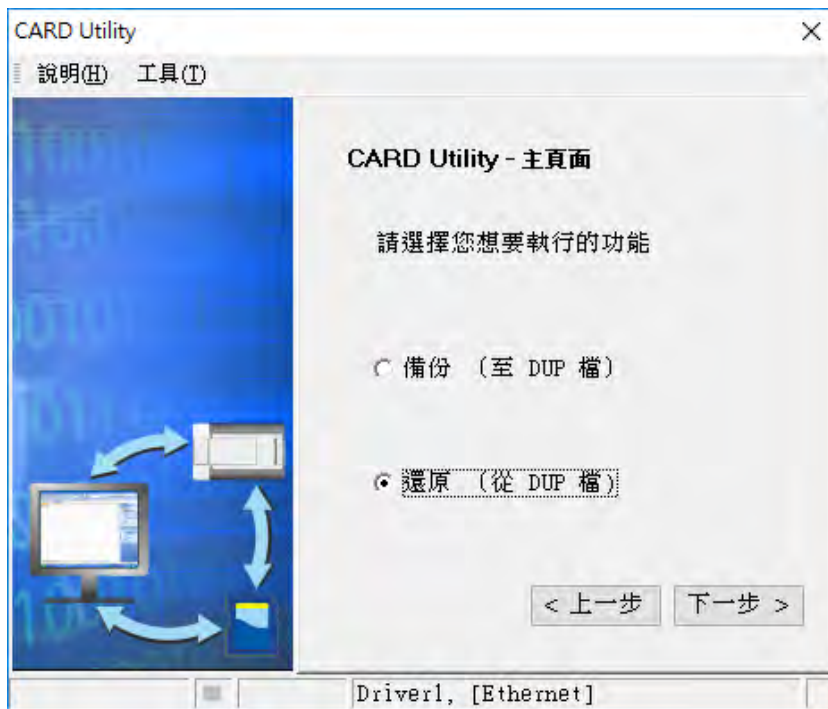 CARD Utility
說明(H) 工具(T)
CARD Utility - 主頁面
請選擇您想要執行的功能
備份 （至 DUP 檔）
還原 （從 DUP 檔）
< 上一步 下一步 >
Driver1, [Ethernet]